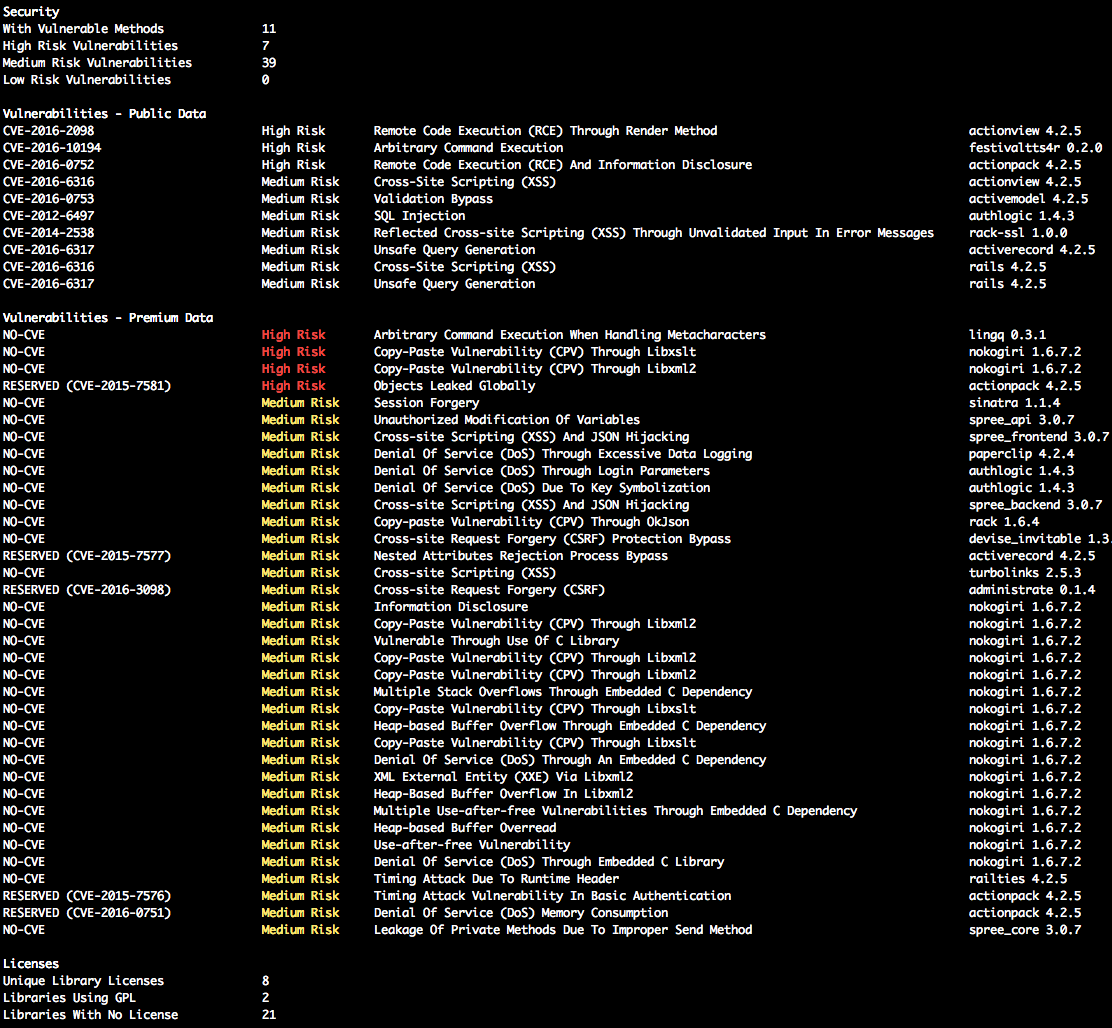 Security
With Vulnerable Methods 11
High Risk Vulnerabilities 7
Medium Risk Vulnerabilities 39
Low Risk Vulnerabilities 0
Vulnerabilities - Public Data
CVE-2016-2098 High Risk Remote Code Execution (RCE) Through Render Method actionview 4.2.5
CVE-2016-10194 High Risk Arbitrary Command Execution festivaltts4r 0.2.0
CVE-2016-0752 High Risk Remote Code Execution (RCE) And Information Disclosure actionpack 4.2.5
CVE-2016-6316 Medium Risk Cross-Site Scripting (XSS) actionview 4.2.5
CVE-2016-0753 Medium Risk Validation Bypass activemodel 4.2.5
CVE-2012-6497 Medium Risk SQL Injection authlogic 1.4.3
CVE-2014-2538 Medium Risk Reflected Cross-site Scripting (XSS) Through Unvalidated Input In Error Messages rack-ssl 1.0.0
CVE-2016-6317 Medium Risk Unsafe Query Generation activerecord 4.2.5
CVE-2016-6316 Medium Risk Cross-Site Scripting (XSS) rails 4.2.5
CVE-2016-6317 Medium Risk Unsafe Query Generation rails 4.2.5
Vulnerabilities - Premium Data
NO-CVE High Risk Arbitrary Command Execution When Handling Metacharacters lingq 0.3.1
NO-CVE High Risk Copy-Paste Vulnerability (CPV) Through Libxslt nokogiri 1.6.7.2
NO-CVE High Risk Copy-Paste Vulnerability (CPV) Through Libxml2 nokogiri 1.6.7.2
RESERVED (CVE-2015-7581) High Risk Objects Leaked Globally actionpack 4.2.5
NO-CVE Medium Risk Session Forgery sinatra 1.1.4
NO-CVE Medium Risk Unauthorized Modification Of Variables spree_api 3.0.7
NO-CVE Medium Risk Cross-site Scripting (XSS) And JSON Hijacking spree_frontend 3.0.7
NO-CVE Medium Risk Denial Of Service (DoS) Through Excessive Data Logging paperclip 4.2.4
NO-CVE Medium Risk Denial Of Service (DoS) Through Login Parameters authlogic 1.4.3
NO-CVE Medium Risk Denial Of Service (DoS) Due To Key Symbolization authlogic 1.4.3
NO-CVE Medium Risk Cross-site Scripting (XSS) And JSON Hijacking spree_backend 3.0.7
NO-CVE Medium Risk Copy-paste Vulnerability (CPV) Through OkJson rack 1.6.4
NO-CVE Medium Risk Cross-site Request Forgery (CSRF) Protection Bypass devise_invitable 1.3.
RESERVED (CVE-2015-7577) Medium Risk Nested Attributes Rejection Process Bypass activerecord 4.2.5
NO-CVE Medium Risk Cross-site Scripting (XSS) turbolinks 2.5.3
RESERVED (CVE-2016-3098) Medium Risk Cross-site Request Forgery (CSRF) administrate 0.1.4
NO-CVE Medium Risk Information Disclosure nokogiri 1.6.7.2
NO-CVE Medium Risk Copy-Paste Vulnerability (CPV) Through Libxml2 nokogiri 1.6.7.2
NO-CVE Medium Risk Vulnerable Through Use Of C Library nokogiri 1.6.7.2
NO-CVE Medium Risk Copy-Paste Vulnerability (CPV) Through Libxml2 nokogiri 1.6.7.2
NO-CVE Medium Risk Copy-Paste Vulnerability (CPV) Through Libxml2 nokogiri 1.6.7.2
NO-CVE Medium Risk Multiple Stack Overflows Through Embedded C Dependency nokogiri 1.6.7.2
NO-CVE Medium Risk Copy-Paste Vulnerability (CPV) Through Libxslt nokogiri 1.6.7.2
NO-CVE Medium Risk Heap-based Buffer Overflow Through Embedded C Dependency nokogiri 1.6.7.2
NO-CVE Medium Risk Copy-Paste Vulnerability (CPV) Through Libxslt nokogiri 1.6.7.2
NO-CVE Medium Risk Denial Of Service (DoS) Through An Embedded C Dependency nokogiri 1.6.7.2
NO-CVE Medium Risk XML External Entity (XXE) Via Libxml2 nokogiri 1.6.7.2
NO-CVE Medium Risk Heap-Based Buffer Overflow In Libxml2 nokogiri 1.6.7.2
NO-CVE Medium Risk Multiple Use-after-free Vulnerabilities Through Embedded C Dependency nokogiri 1.6.7.2
NO-CVE Medium Risk Heap-based Buffer Overread nokogiri 1.6.7.2
NO-CVE Medium Risk Use-after-free Vulnerability nokogiri 1.6.7.2
NO-CVE Medium Risk Denial Of Service (DoS) Through Embedded C Library nokogiri 1.6.7.2
NO-CVE Medium Risk Timing Attack Due To Runtime Header railties 4.2.5
RESERVED (CVE-2015-7576) Medium Risk Timing Attack Vulnerability In Basic Authentication actionpack 4.2.5
RESERVED (CVE-2016-0751) Medium Risk Denial Of Service (DoS) Memory Consumption actionpack 4.2.5
NO-CVE Medium Risk Leakage Of Private Methods Due To Improper Send Method spree_core 3.0.7
Licenses
Unique Library Licenses 8
Libraries Using GPL 2
Libraries With No License 21